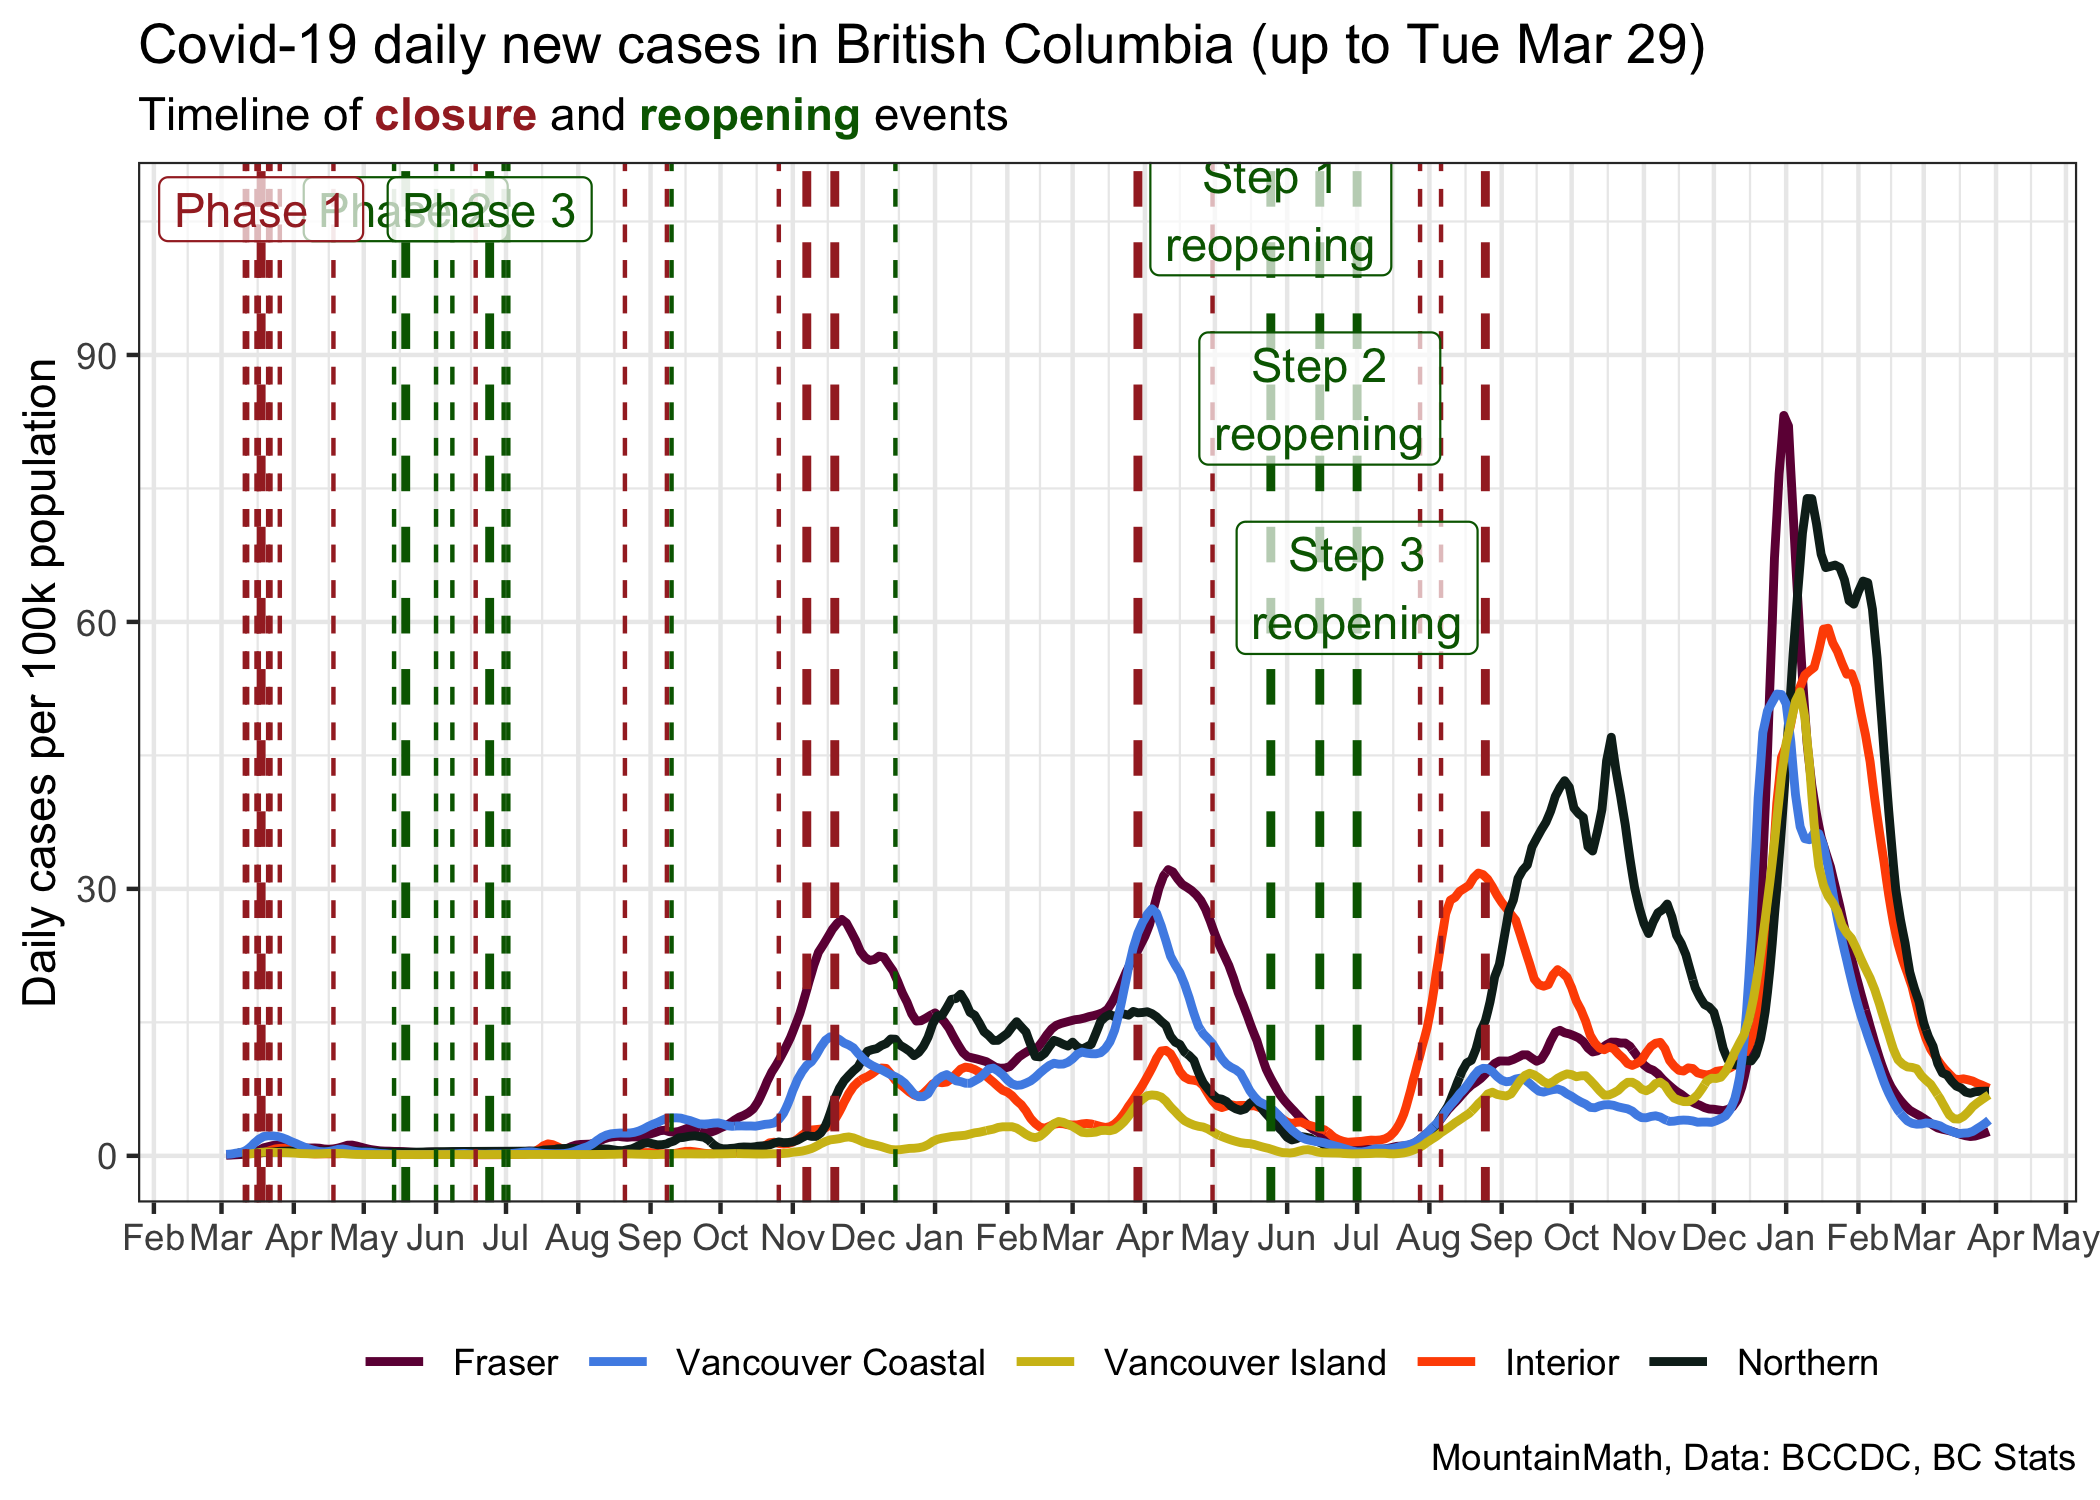 Covid-19 daily new cases in British Columbia (up to Tue Mar 29)
Timeline of closure and reopening events
Phase 1
Phase 2
Phase 3
Step 1
reopening
Step 2
reopening
Step 3
reopening
Daily cases per 100k population
90
60
30
0
Feb Mar Apr May Jun Jul Aug Sep Oct Nov Dec Jan Feb Mar Apr May Jun Jul Aug Sep Oct Nov Dec Jan Feb Mar Apr May
Fraser Vancouver Coastal Vancouver Island Interior Northern
MountainMath, Data: BCCDC, BC Stats